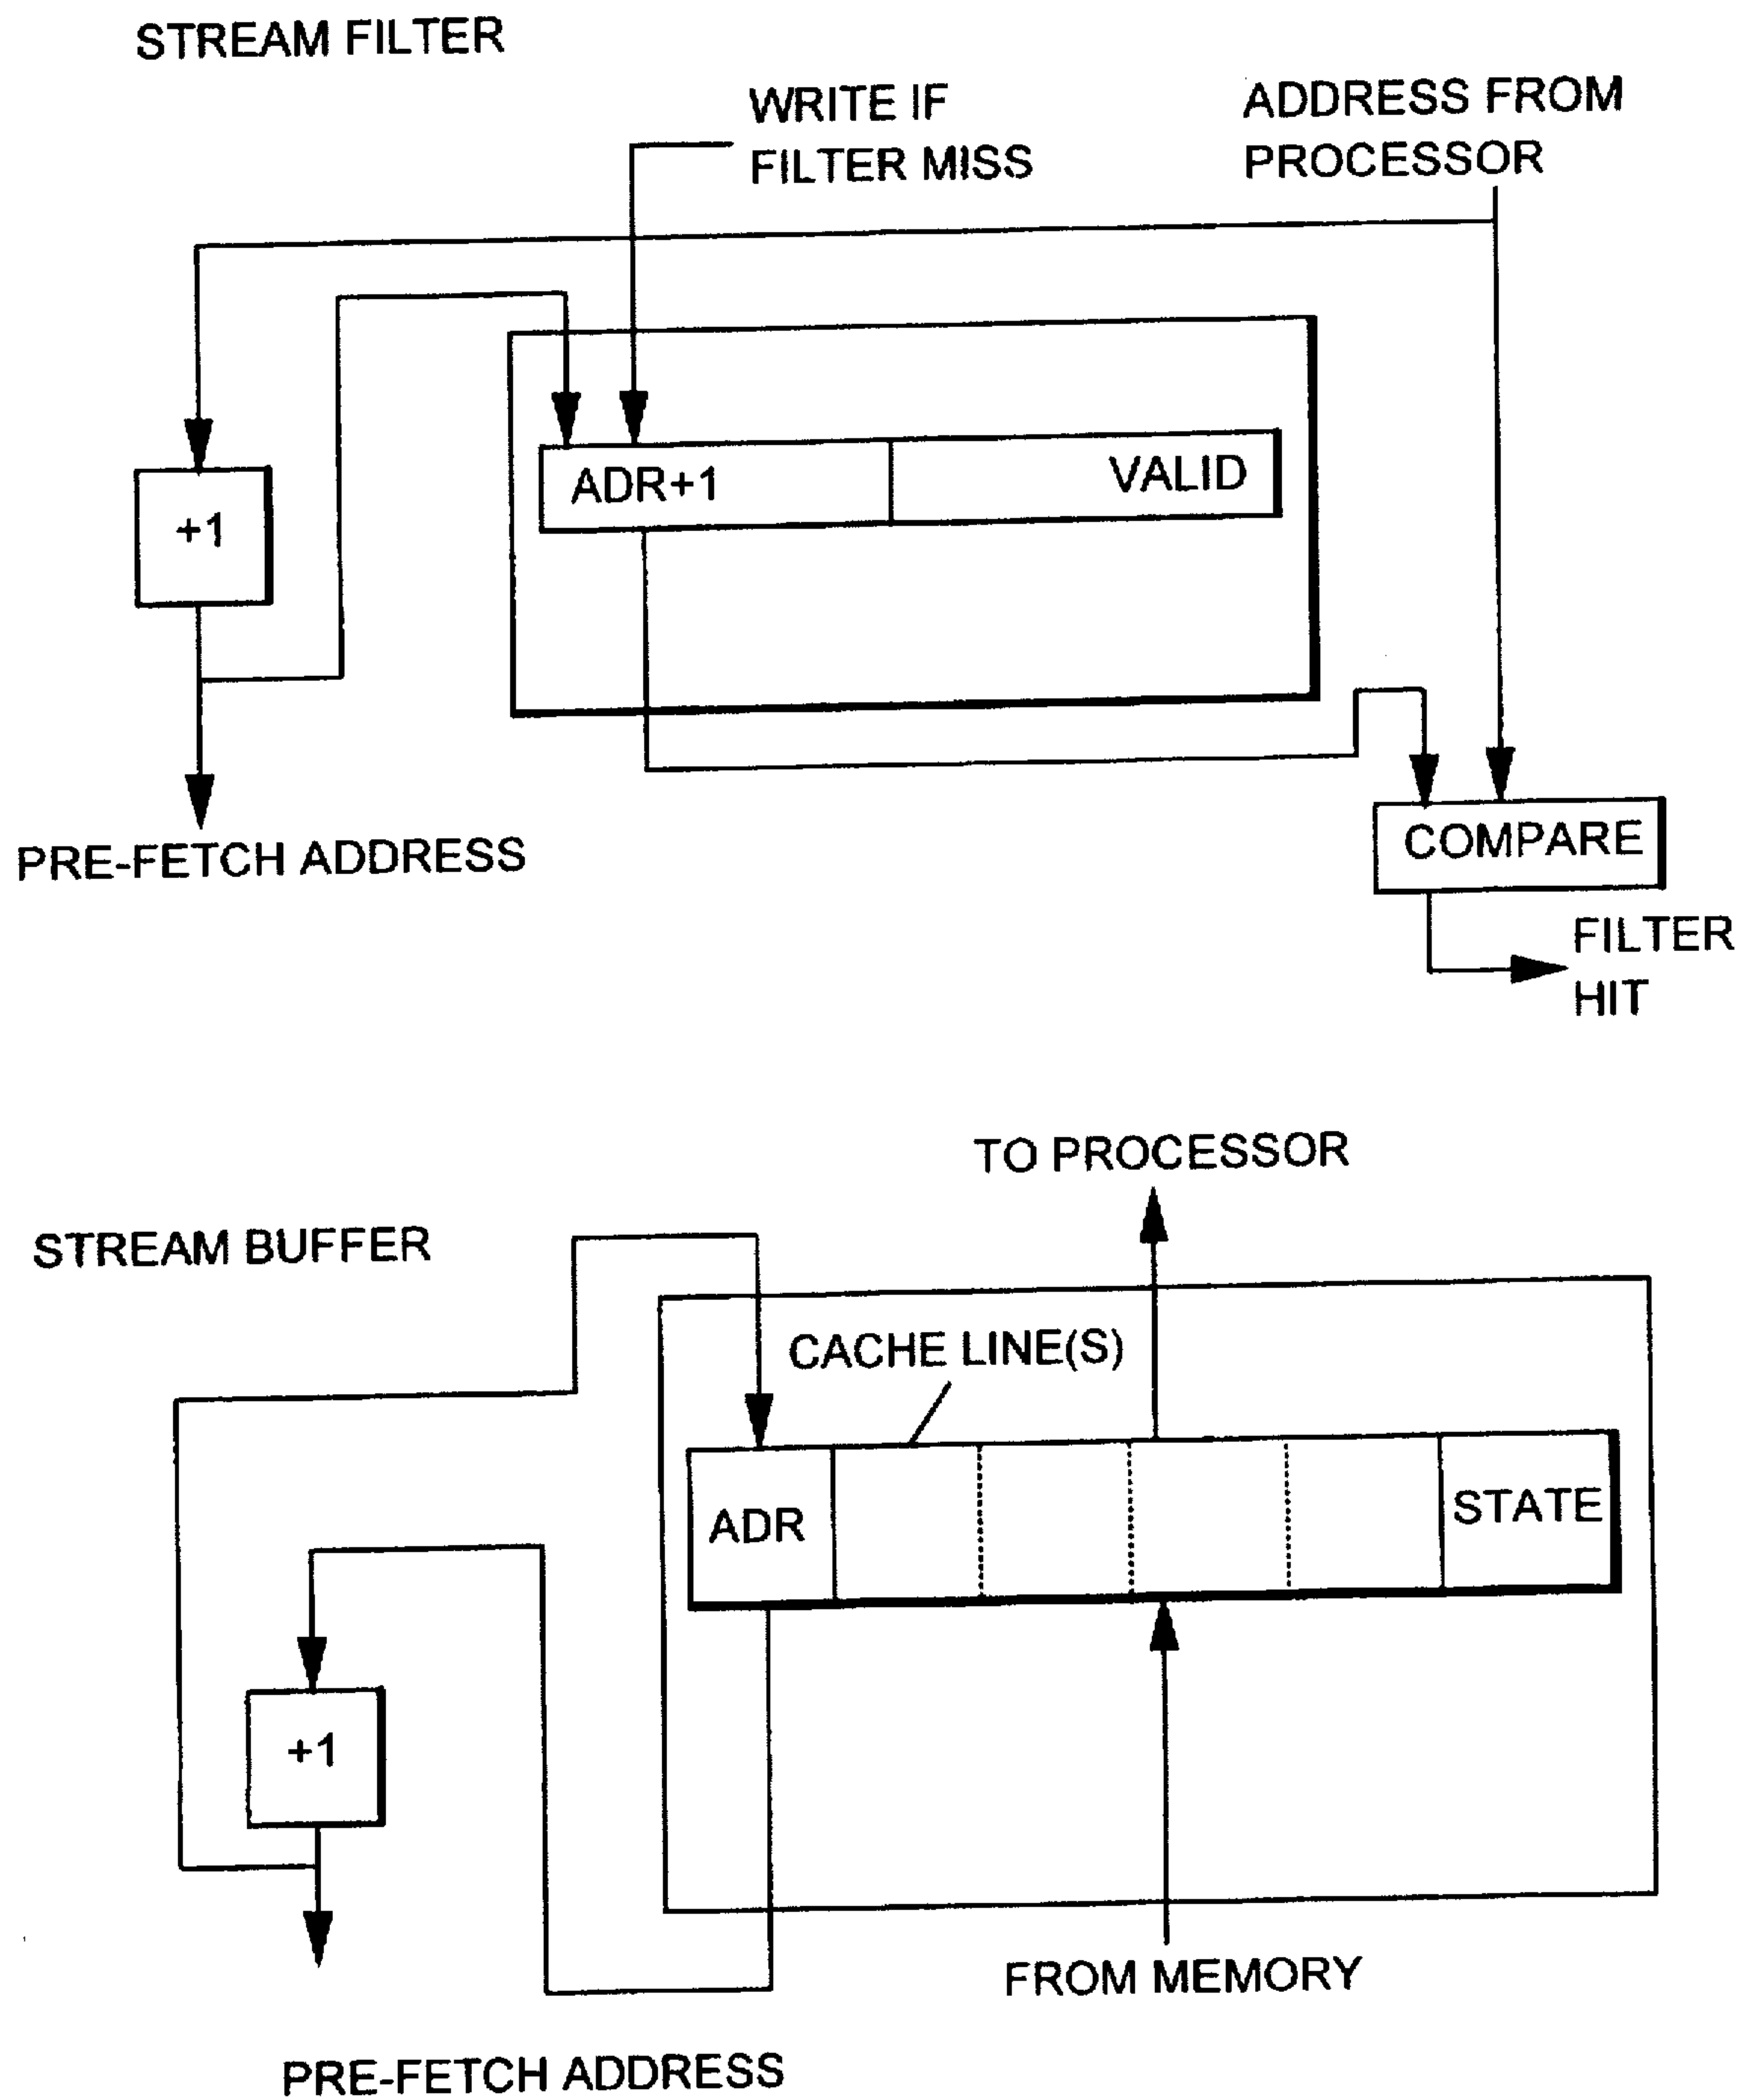 STREAM FILTER
WRITE IF
FILTER MISS
ADDRESS FROM
PROCESSOR
ADR+1
VALID
+1
PRE-FETCH ADDRESS
COMPARE
FILTER
HIT
TO PROCESSOR
STREAM BUFFER
CACHE LINE(S)
ADR
STATE
+1
FROM MEMORY
PRE-FETCH ADDRESS